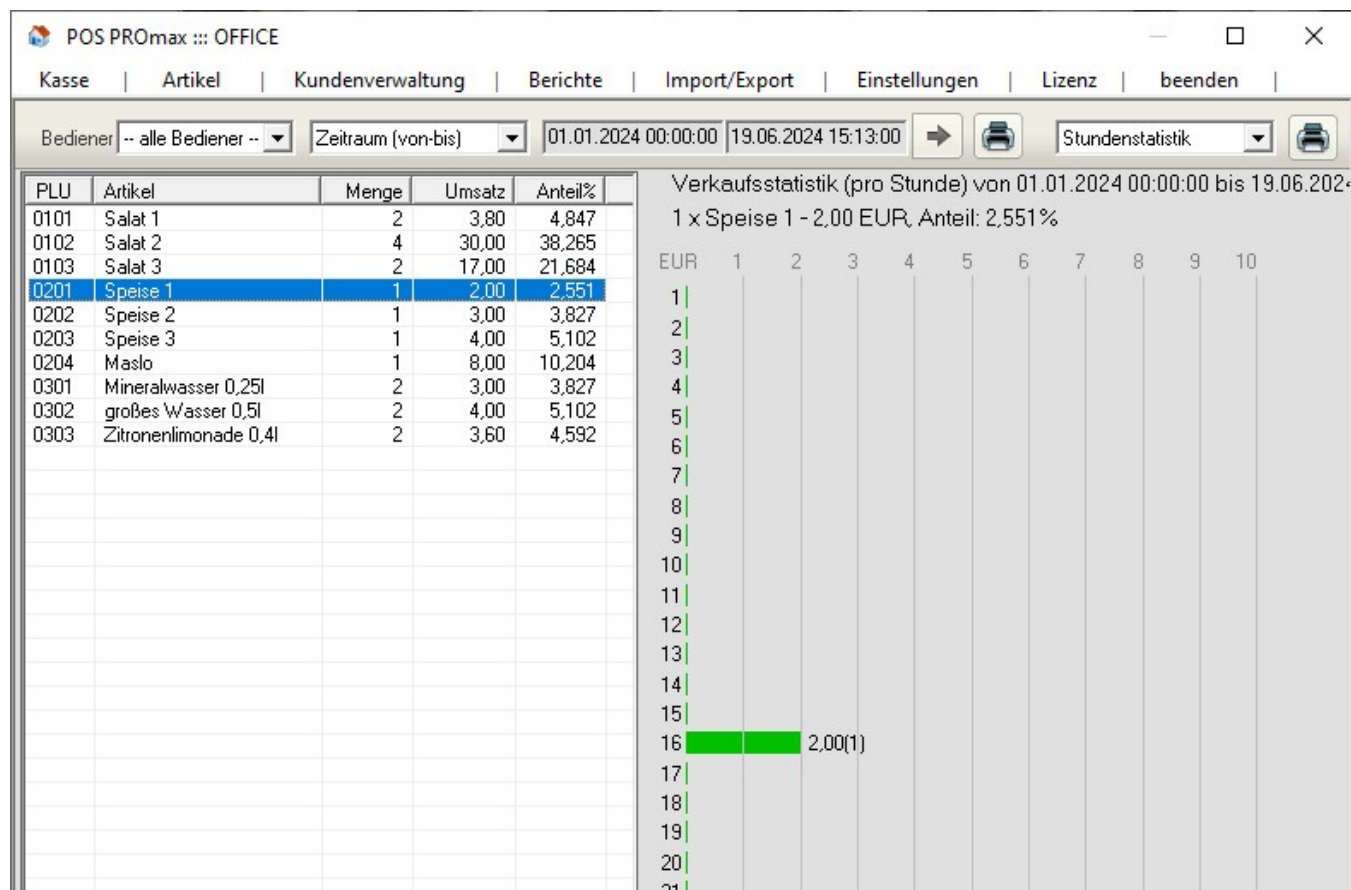 POS PROmax ::: OFFICE
Kasse | Artikel | Kundenverwaltung | Berichte | Import/Export | Einstellungen | Lizenz | beenden |
Bediener -- alle Bediener -- Zeitraum (von-bis) 01.01.2024 00:00:00 19.06.2024 15:13:00 Stundenstatistik
PLU Artikel Menge Umsatz Anteil%
0101 Salat 1 2 3,80 4,847
0102 Salat 2 4 30,00 38,265
0103 Salat 3 2 17,00 21,684
0201 Speise 1 1 2,00 2,551
0202 Speise 2 1 3,00 3,827
0203 Speise 3 1 4,00 5,102
0204 Maslo 1 8,00 10,204
0301 Mineralwasser 0,25l 2 3,00 3,827
0302 großes Wasser 0,5l 2 4,00 5,102
0303 Zitronenlimonade 0,4l 2 3,60 4,592
Verkaufsstatistik (pro Stunde) von 01.01.2024 00:00:00 bis 19.06.202
1 x Speise 1 - 2,00 EUR, Anteil: 2,551%
EUR 1 2 3 4 5 6 7 8 9 10
1
2
3
4
5
6
7
8
9
10
11
12
13
14
15
16 2,00(1)
17
18
19
20